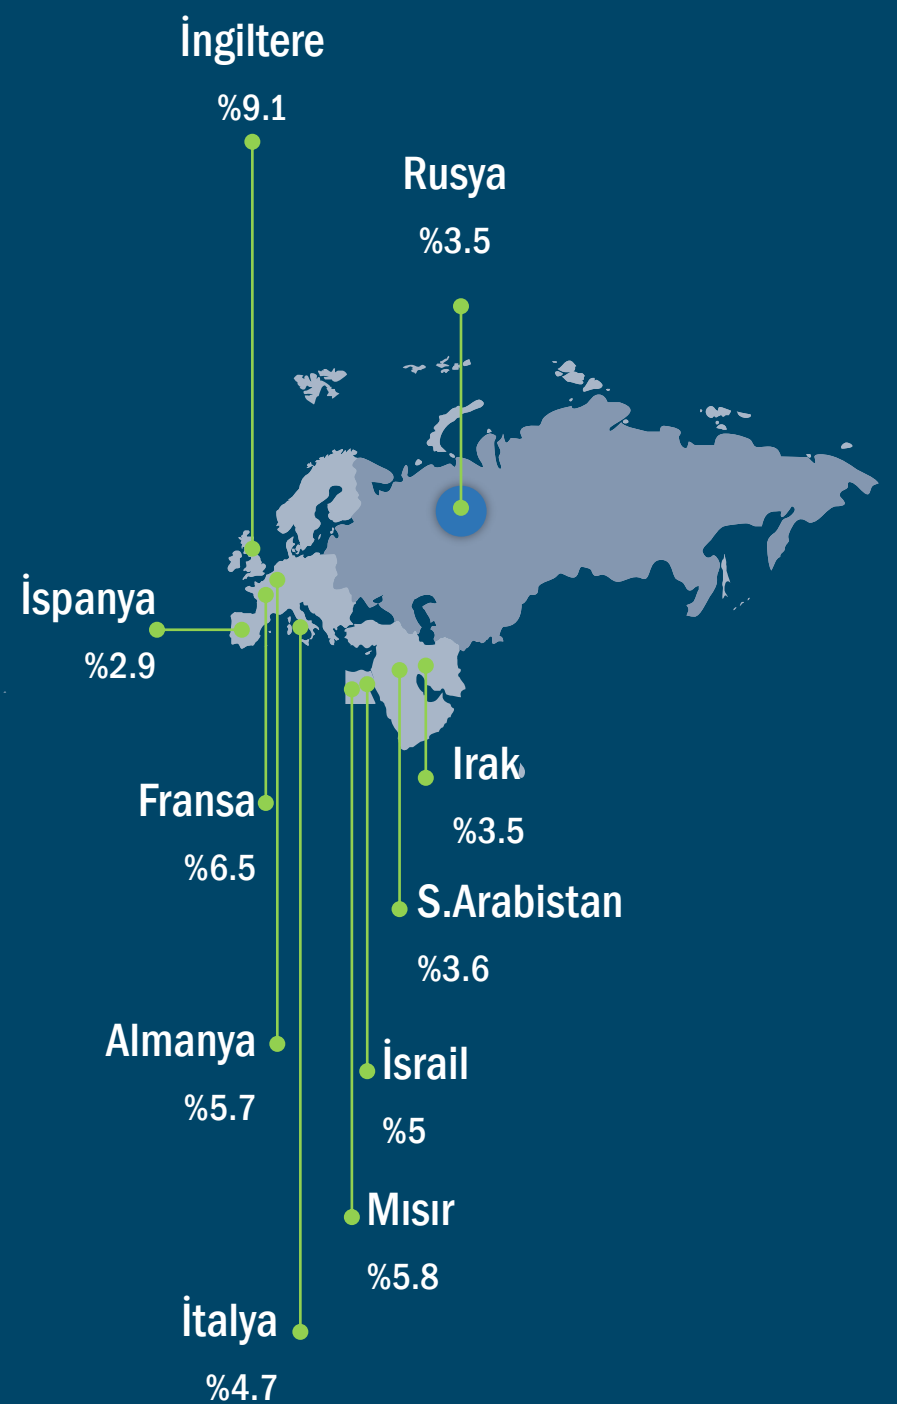 İngiltere
%9.1
Rusya
%3.5
İspanya
%2.9
Irak
%3.5
Fransa
%6.5
S.Arabistan
%3.6
Almanya
%5.7
İsrail
%5
Mısır
%5.8
İtalya
%4.7